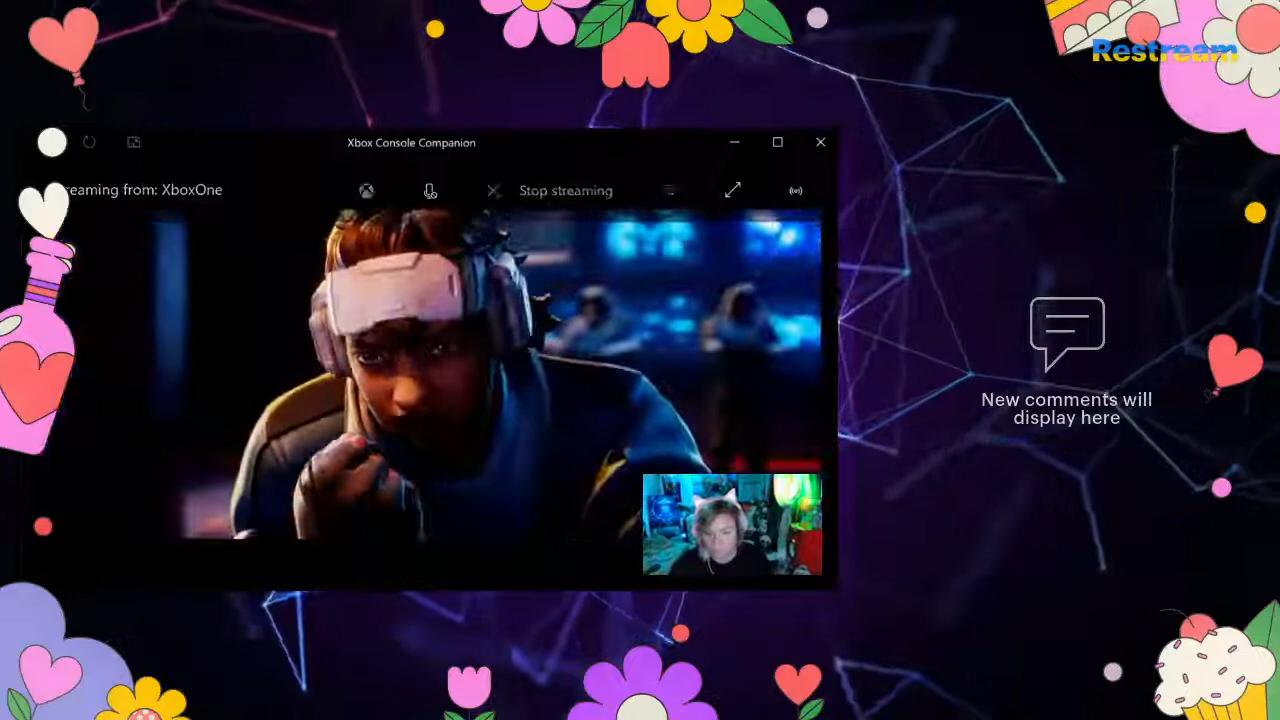 Restream
Xbox Console Companion
eaming from: XboxOne
Stop streaming
New comments will
display here